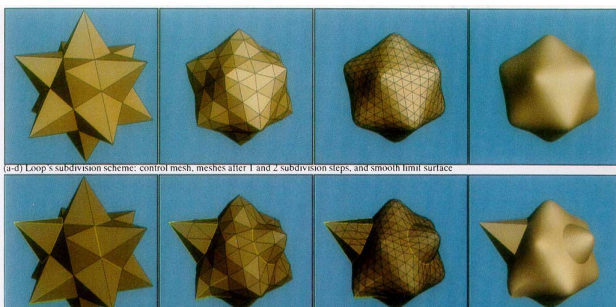 (a-d) Loop's subdivision scheme: control mesh, meshes after 1 and 2 subdivision steps, and smooth limit surface